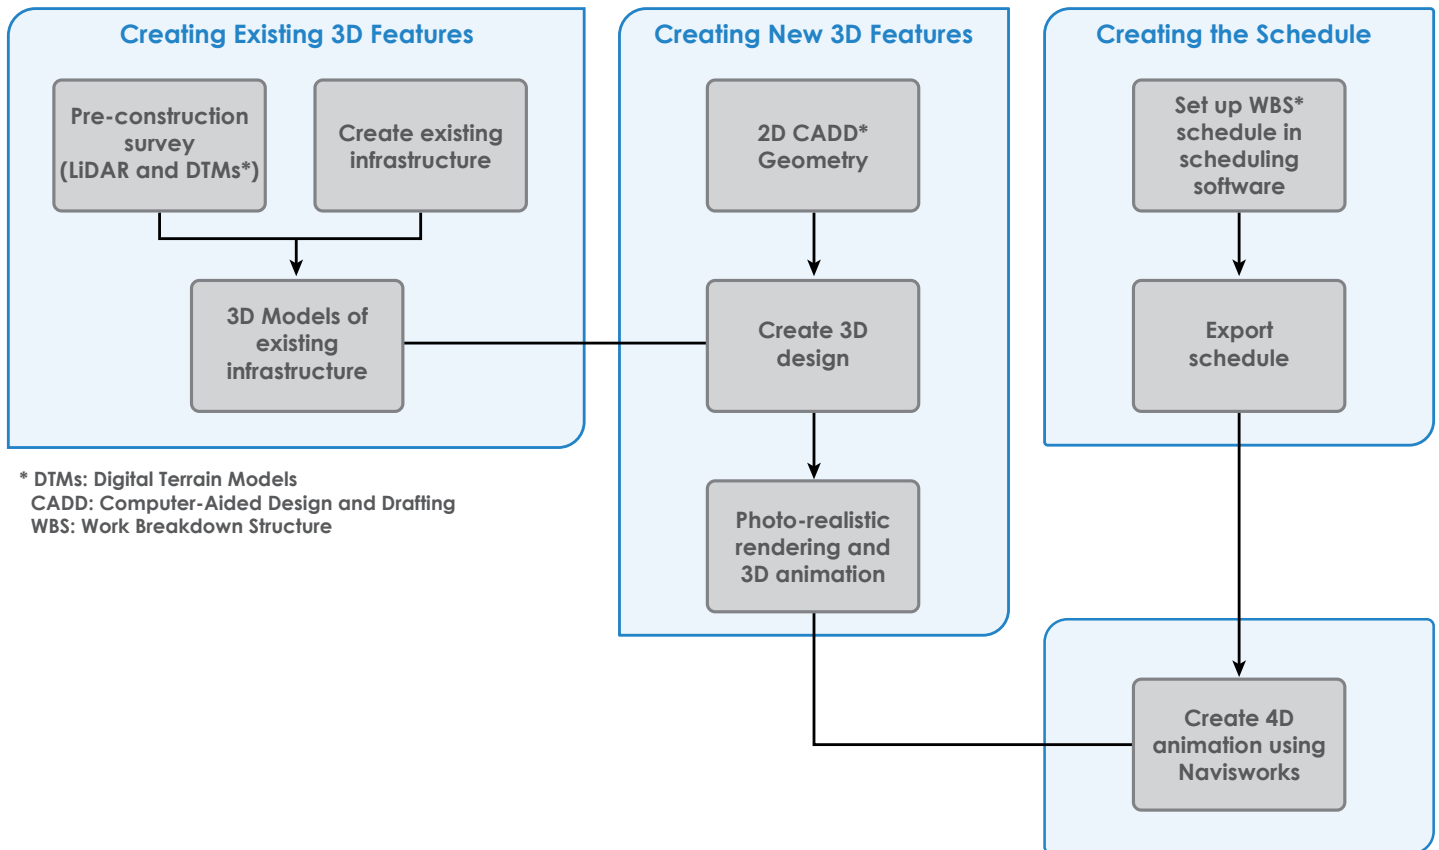 Creating Existing 3D Features
Pre-construction
survey
(LiDAR and DTMs*)
Create existing
infrastructure
3D Models of
existing
infrastructure
* DTMs: Digital Terrain Models
CADD: Computer-Aided Design and Drafting
WBS: Work Breakdown Structure
Creating New 3D Features
2D CADD*
Geometry
Create 3D
design
Photo-realistic
rendering and
3D animation
Creating the Schedule
Set up WBS*
schedule in
scheduling
software
Export
schedule
Create 4D
animation using
Navisworks